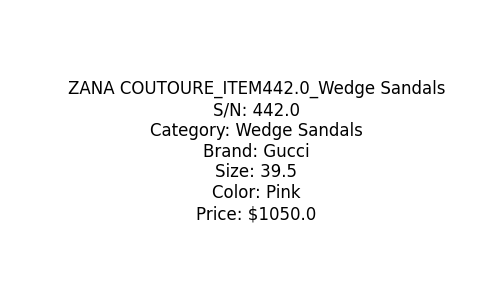 ZANA COUTOURE_ITEM442.0_Wedge Sandals
S/N: 442.0
Category: Wedge Sandals
Brand: Gucci
Size: 39.5
Color: Pink
Price: $1050.0